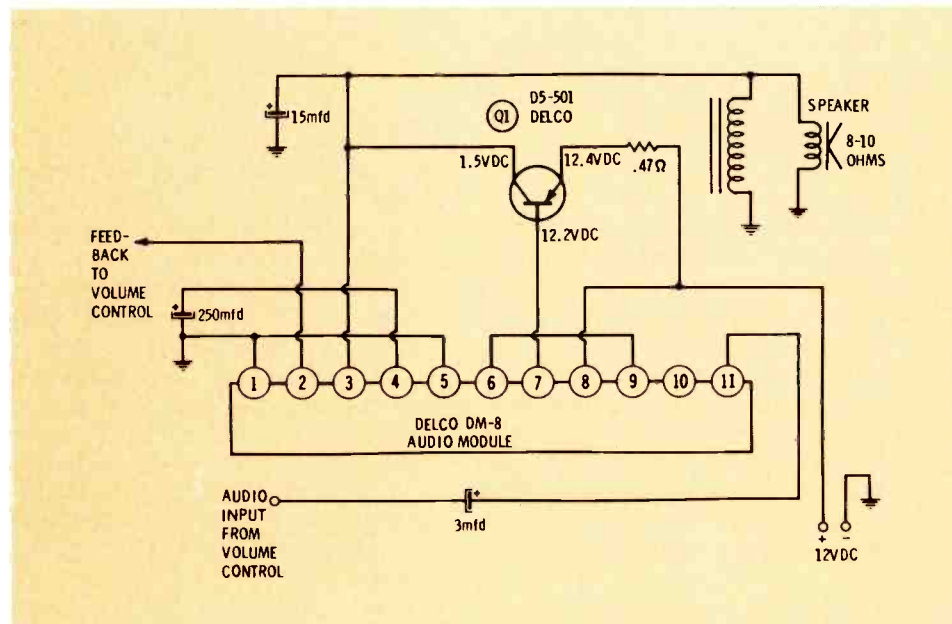 15mfd
Q1
D5-501
DELCO
SPEAKER
8-10
OHMS
1.5VDC
12.4VDC
.47Ω
12.2VDC
FEED-
BACK
TO
VOLUME
CONTROL
250mfd
1 2 3 4 5 6 7 8 9 10 11
DELCO DM-8
AUDIO MODULE
AUDIO
INPUT
FROM
VOLUME
CONTROL
3mfd
+ -
12VDC